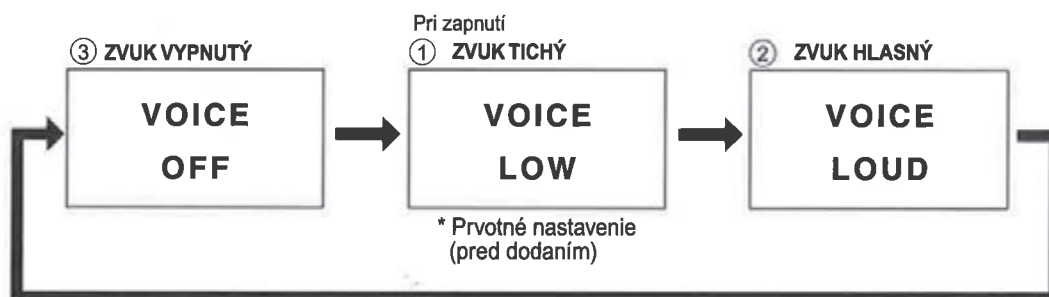 Pri zapnutí
③ ZVUK VYPNUTÝ
① ZVUK TICHÝ
② ZVUK HLASNÝ
VOICE
OFF
VOICE
LOW
VOICE
LOUD
* Prvotné nastavenie
(pred dodaním)